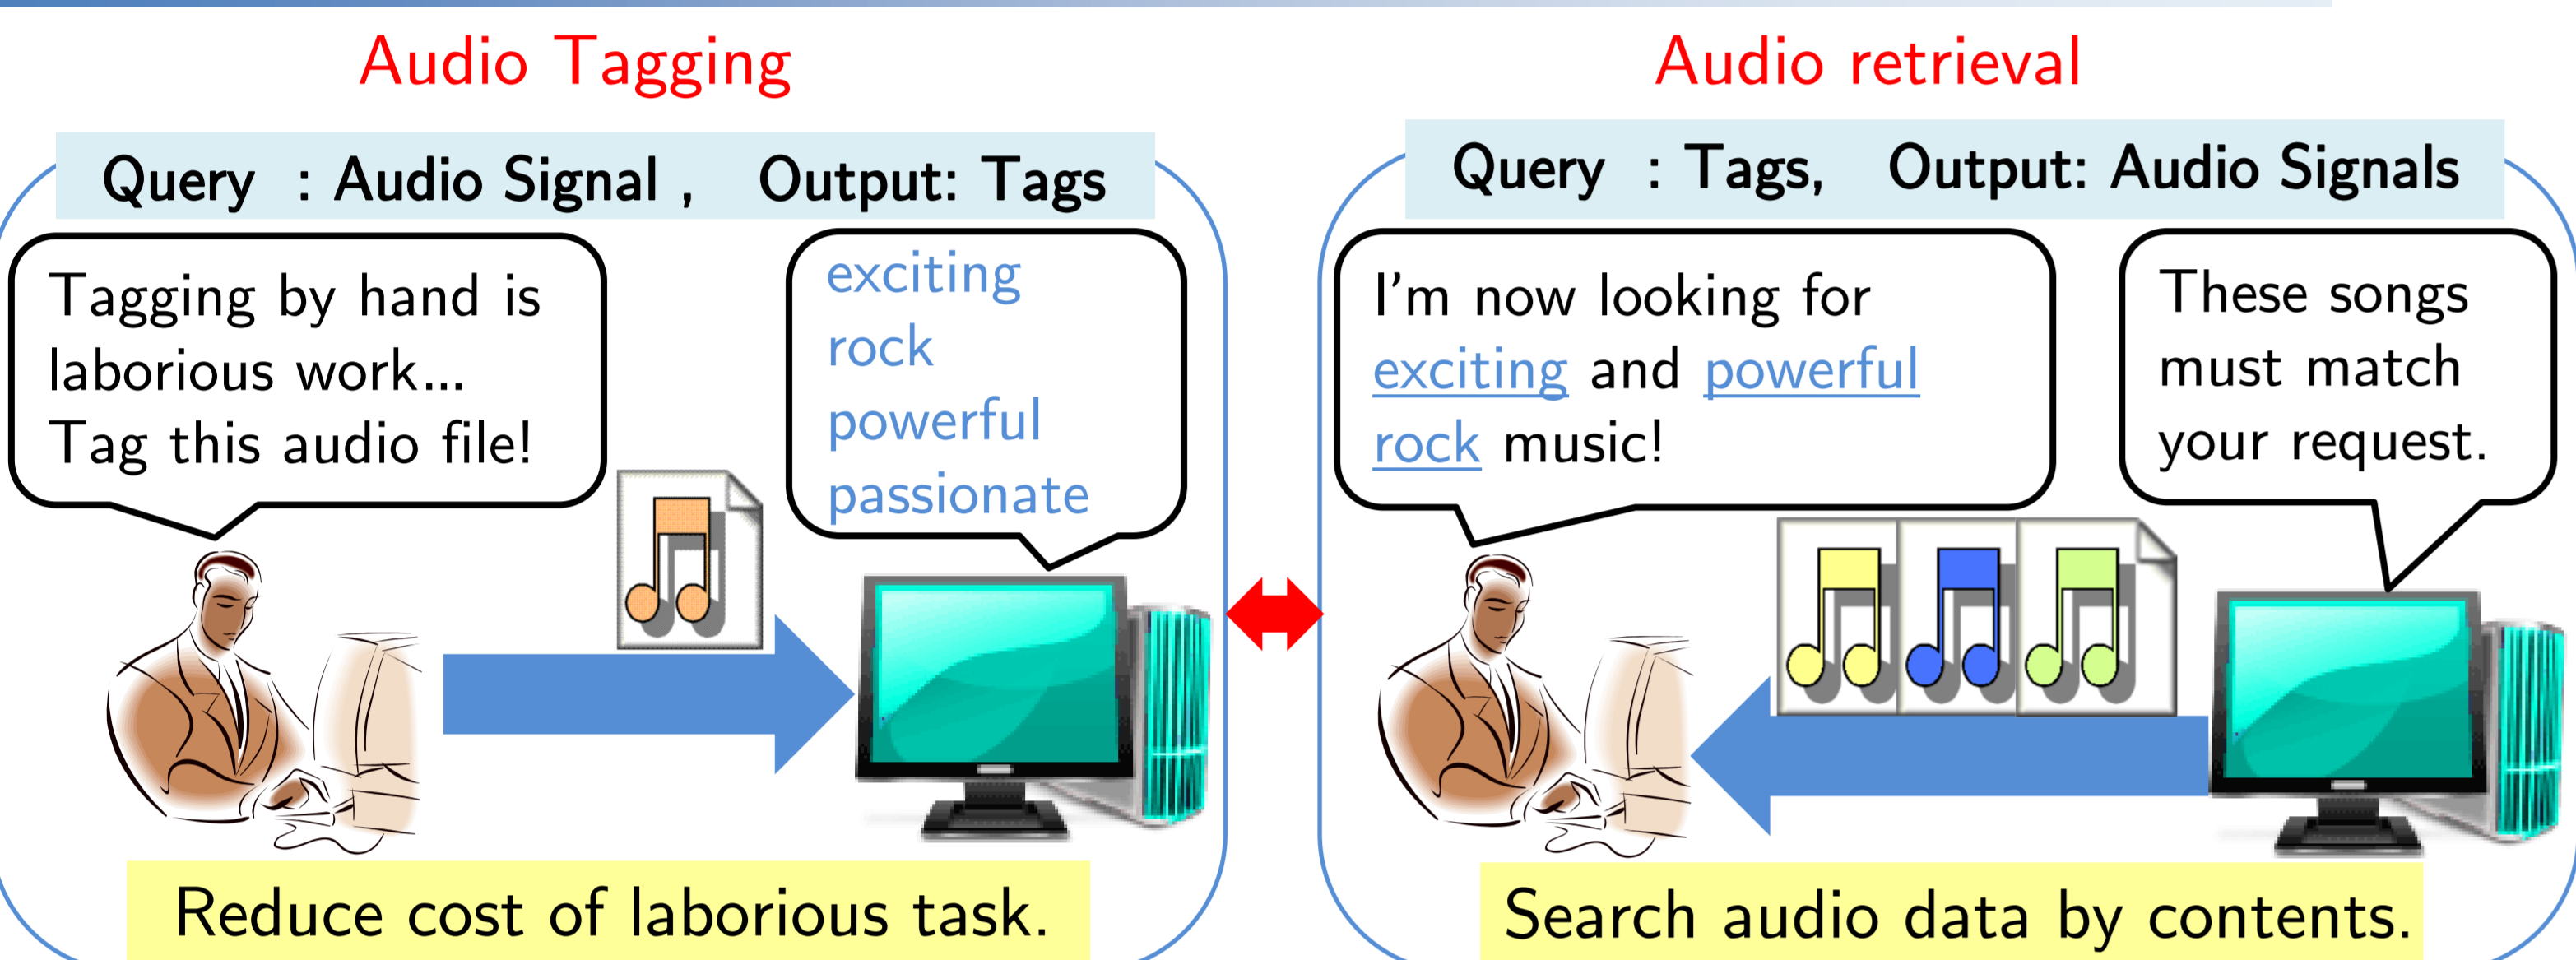 Audio Tagging
Query : Audio Signal , Output: Tags
Tagging by hand is
laborious work...
Tag this audio file!
exciting
rock
powerful
passionate
Reduce cost of laborious task.
Audio retrieval
Query : Tags, Output: Audio Signals
I'm now looking for
exciting and powerful
rock music!
These songs
must match
your request.
Search audio data by contents.